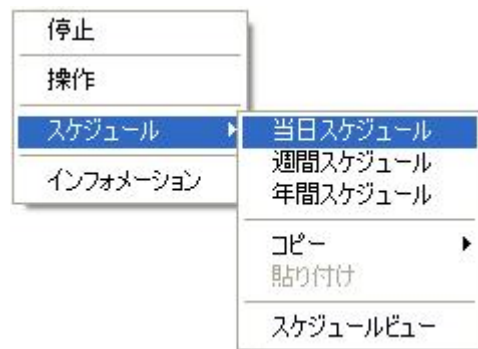 停止
操作
スケジュール
インフォメーション
当日スケジュール
週間スケジュール
年間スケジュール
コピー
貼り付け
スケジュールビュー